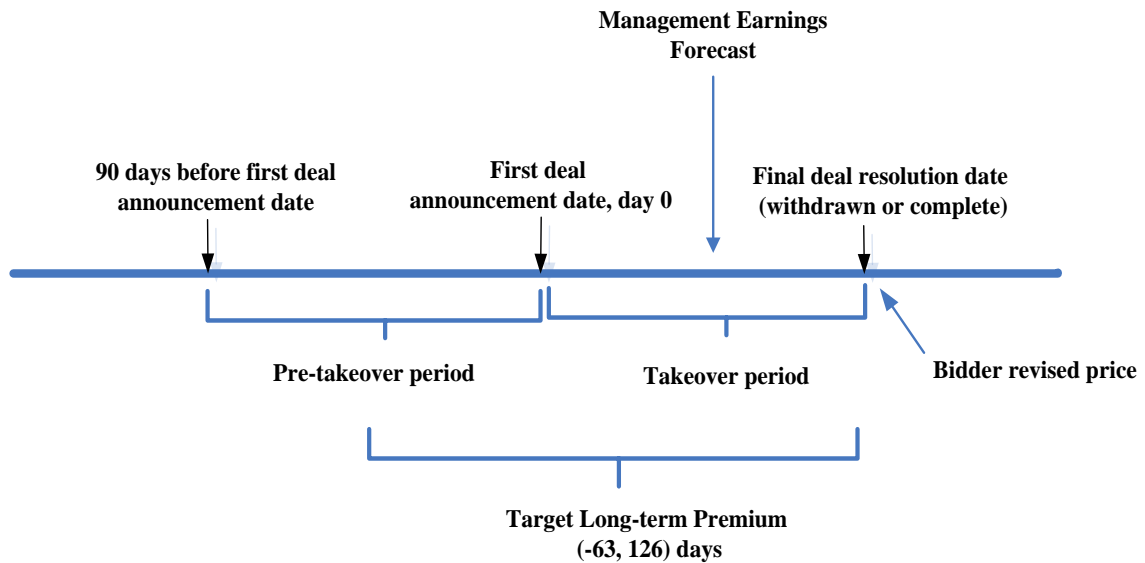 Management Earnings
Forecast
90 days before first deal
announcement date
First deal
announcement date, day 0
Final deal resolution date
(withdrawn or complete)
Pre-takeover period
Takeover period
Bidder revised price
Target Long-term Premium
(-63, 126) days